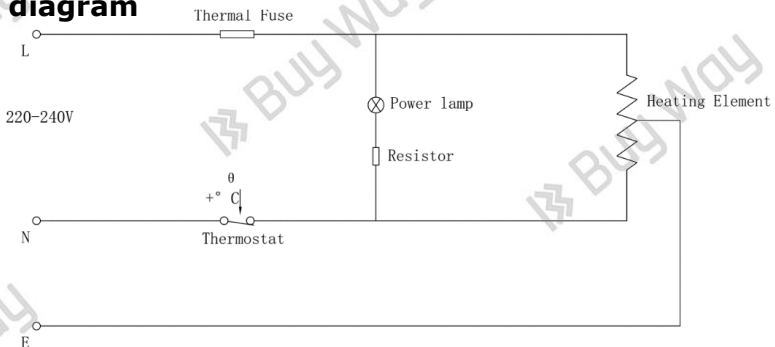 diagram
Thermal Fuse
L
Power lamp
Heating Element
220-240V
Resistor
θ
+° C
N
Thermostat
E
Buy Way
Buy Way
Buy Way